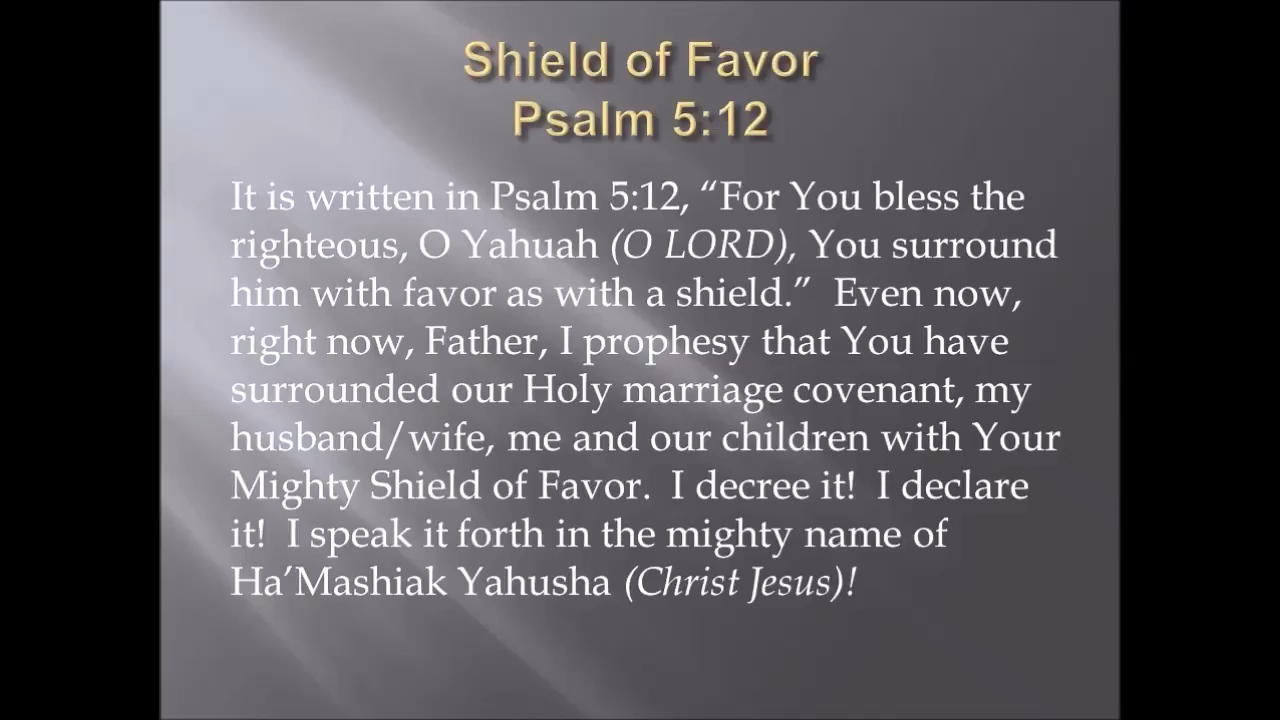 Shield of Favor
Psalm 5:12
It is written in Psalm 5:12, “For You bless the
righteous, O Yahuah (O LORD), You surround
him with favor as with a shield.”  Even now,
right now, Father, I prophesy that You have
surrounded our Holy marriage covenant, my
husband/wife, me and our children with Your
Mighty Shield of Favor.  I decree it!  I declare
it!  I speak it forth in the mighty name of
Ha’Mashiak Yahusha (Christ Jesus)!